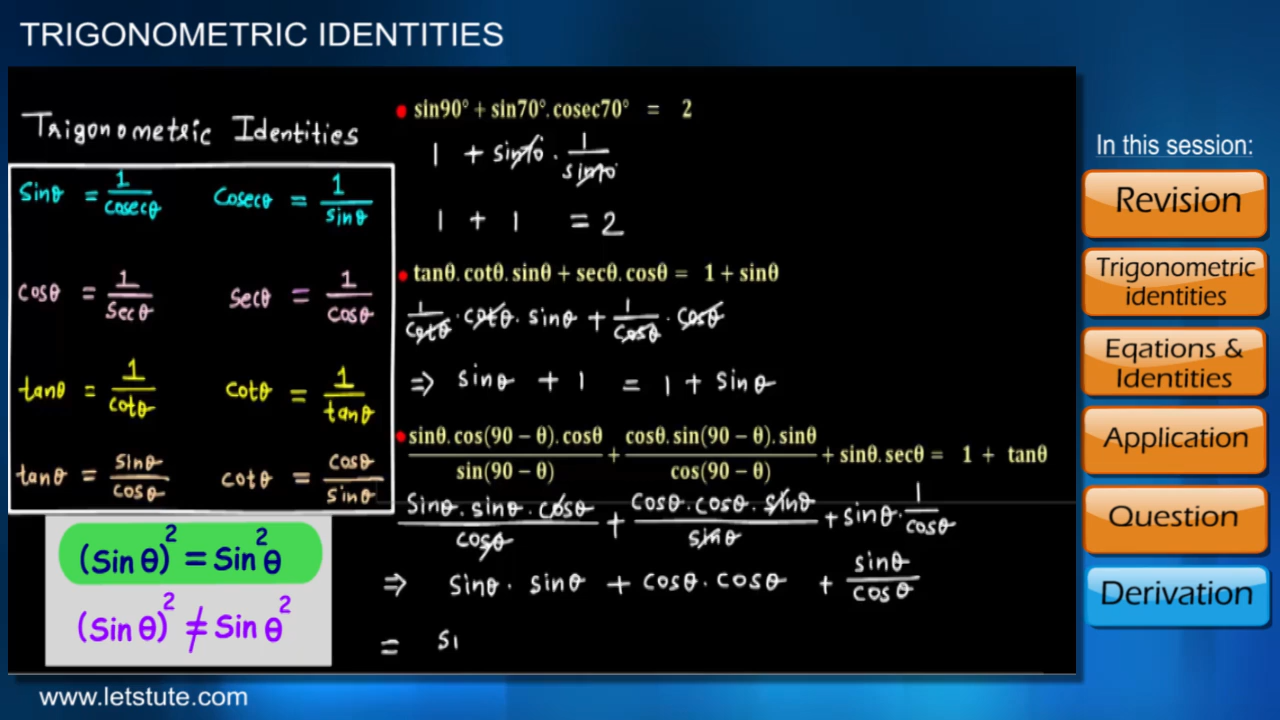 TRIGONOMETRIC IDENTITIES
Trigonometric Identities
Sinθ = 1/cosecθ Cosecθ = 1/sinθ
cosθ = 1/secθ secθ = 1/cosθ
tanθ = 1/cotθ cotθ = 1/tanθ
tanθ = sinθ/cosθ cotθ = cosθ/sinθ
(Sin θ)² = Sin²θ
(Sin θ)² ≠ Sin θ²
• sin90° + sin70°.cosec70° = 2
1 + sin70 . 1/sin70
1 + 1 = 2
• tanθ.cotθ.sinθ + secθ.cosθ = 1 + sinθ
1/cotθ . cotθ . sinθ + 1/cosθ . cosθ
⇒ sinθ + 1 = 1 + sinθ
• sinθ.cos(90 − θ).cosθ/sin(90 − θ) + cosθ.sin(90 − θ).sinθ/cos(90 − θ) + sinθ.secθ = 1 + tanθ
Sinθ. sinθ. cosθ/cosθ + cosθ. cosθ. sinθ/sinθ + sinθ. 1/cosθ
⇒ sinθ. sinθ + cosθ. cosθ + sinθ/cosθ
= si
In this session:
Revision
Trigonometric
identities
Eqations &
Identities
Application
Question
Derivation
www.letstute.com